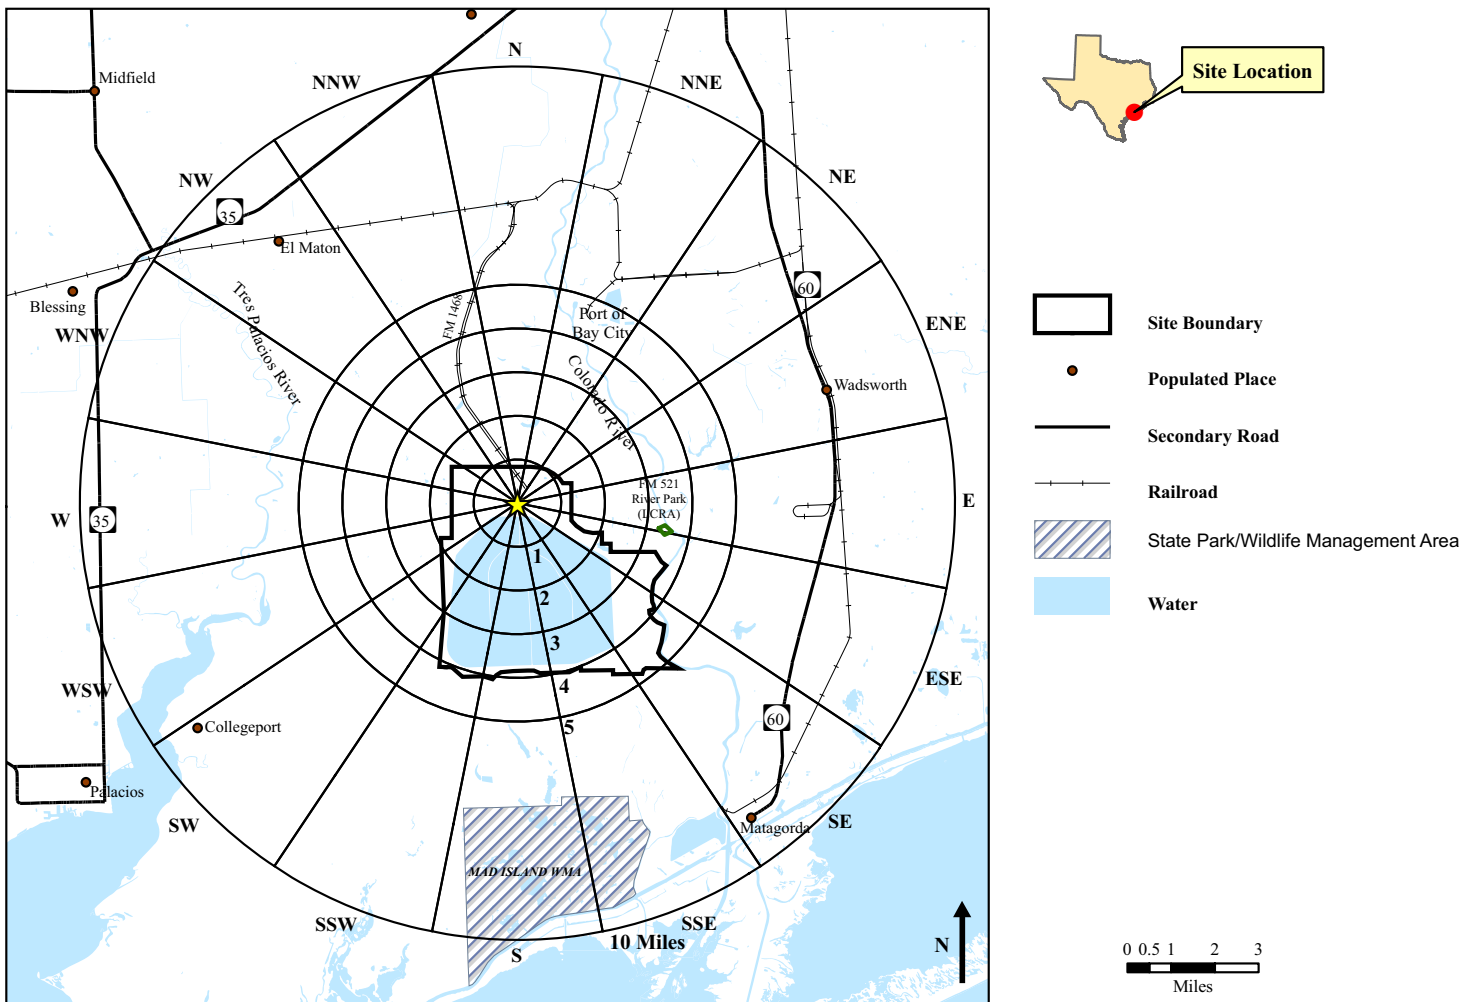 N
Midfield
NNW
NNE
Site Location
NW
NE
35
El Maton
60
Blessing
Tres Palacios River
FM 1468
Port of
Bay City
WNW
ENE
Site Boundary
Colorado River
Wadsworth
Populated Place
Secondary Road
FM 521
River Park
(LCRA)
Railroad
W
35
E
1
State Park/Wildlife Management Area
2
Water
3
4
WSW
ESE
5
60
Collegeport
Palacios
SW
Matagorda
SE
MAD ISLAND WMA
SSW
SSE
10 Miles
S
N
0 0.5 1 2 3
Miles